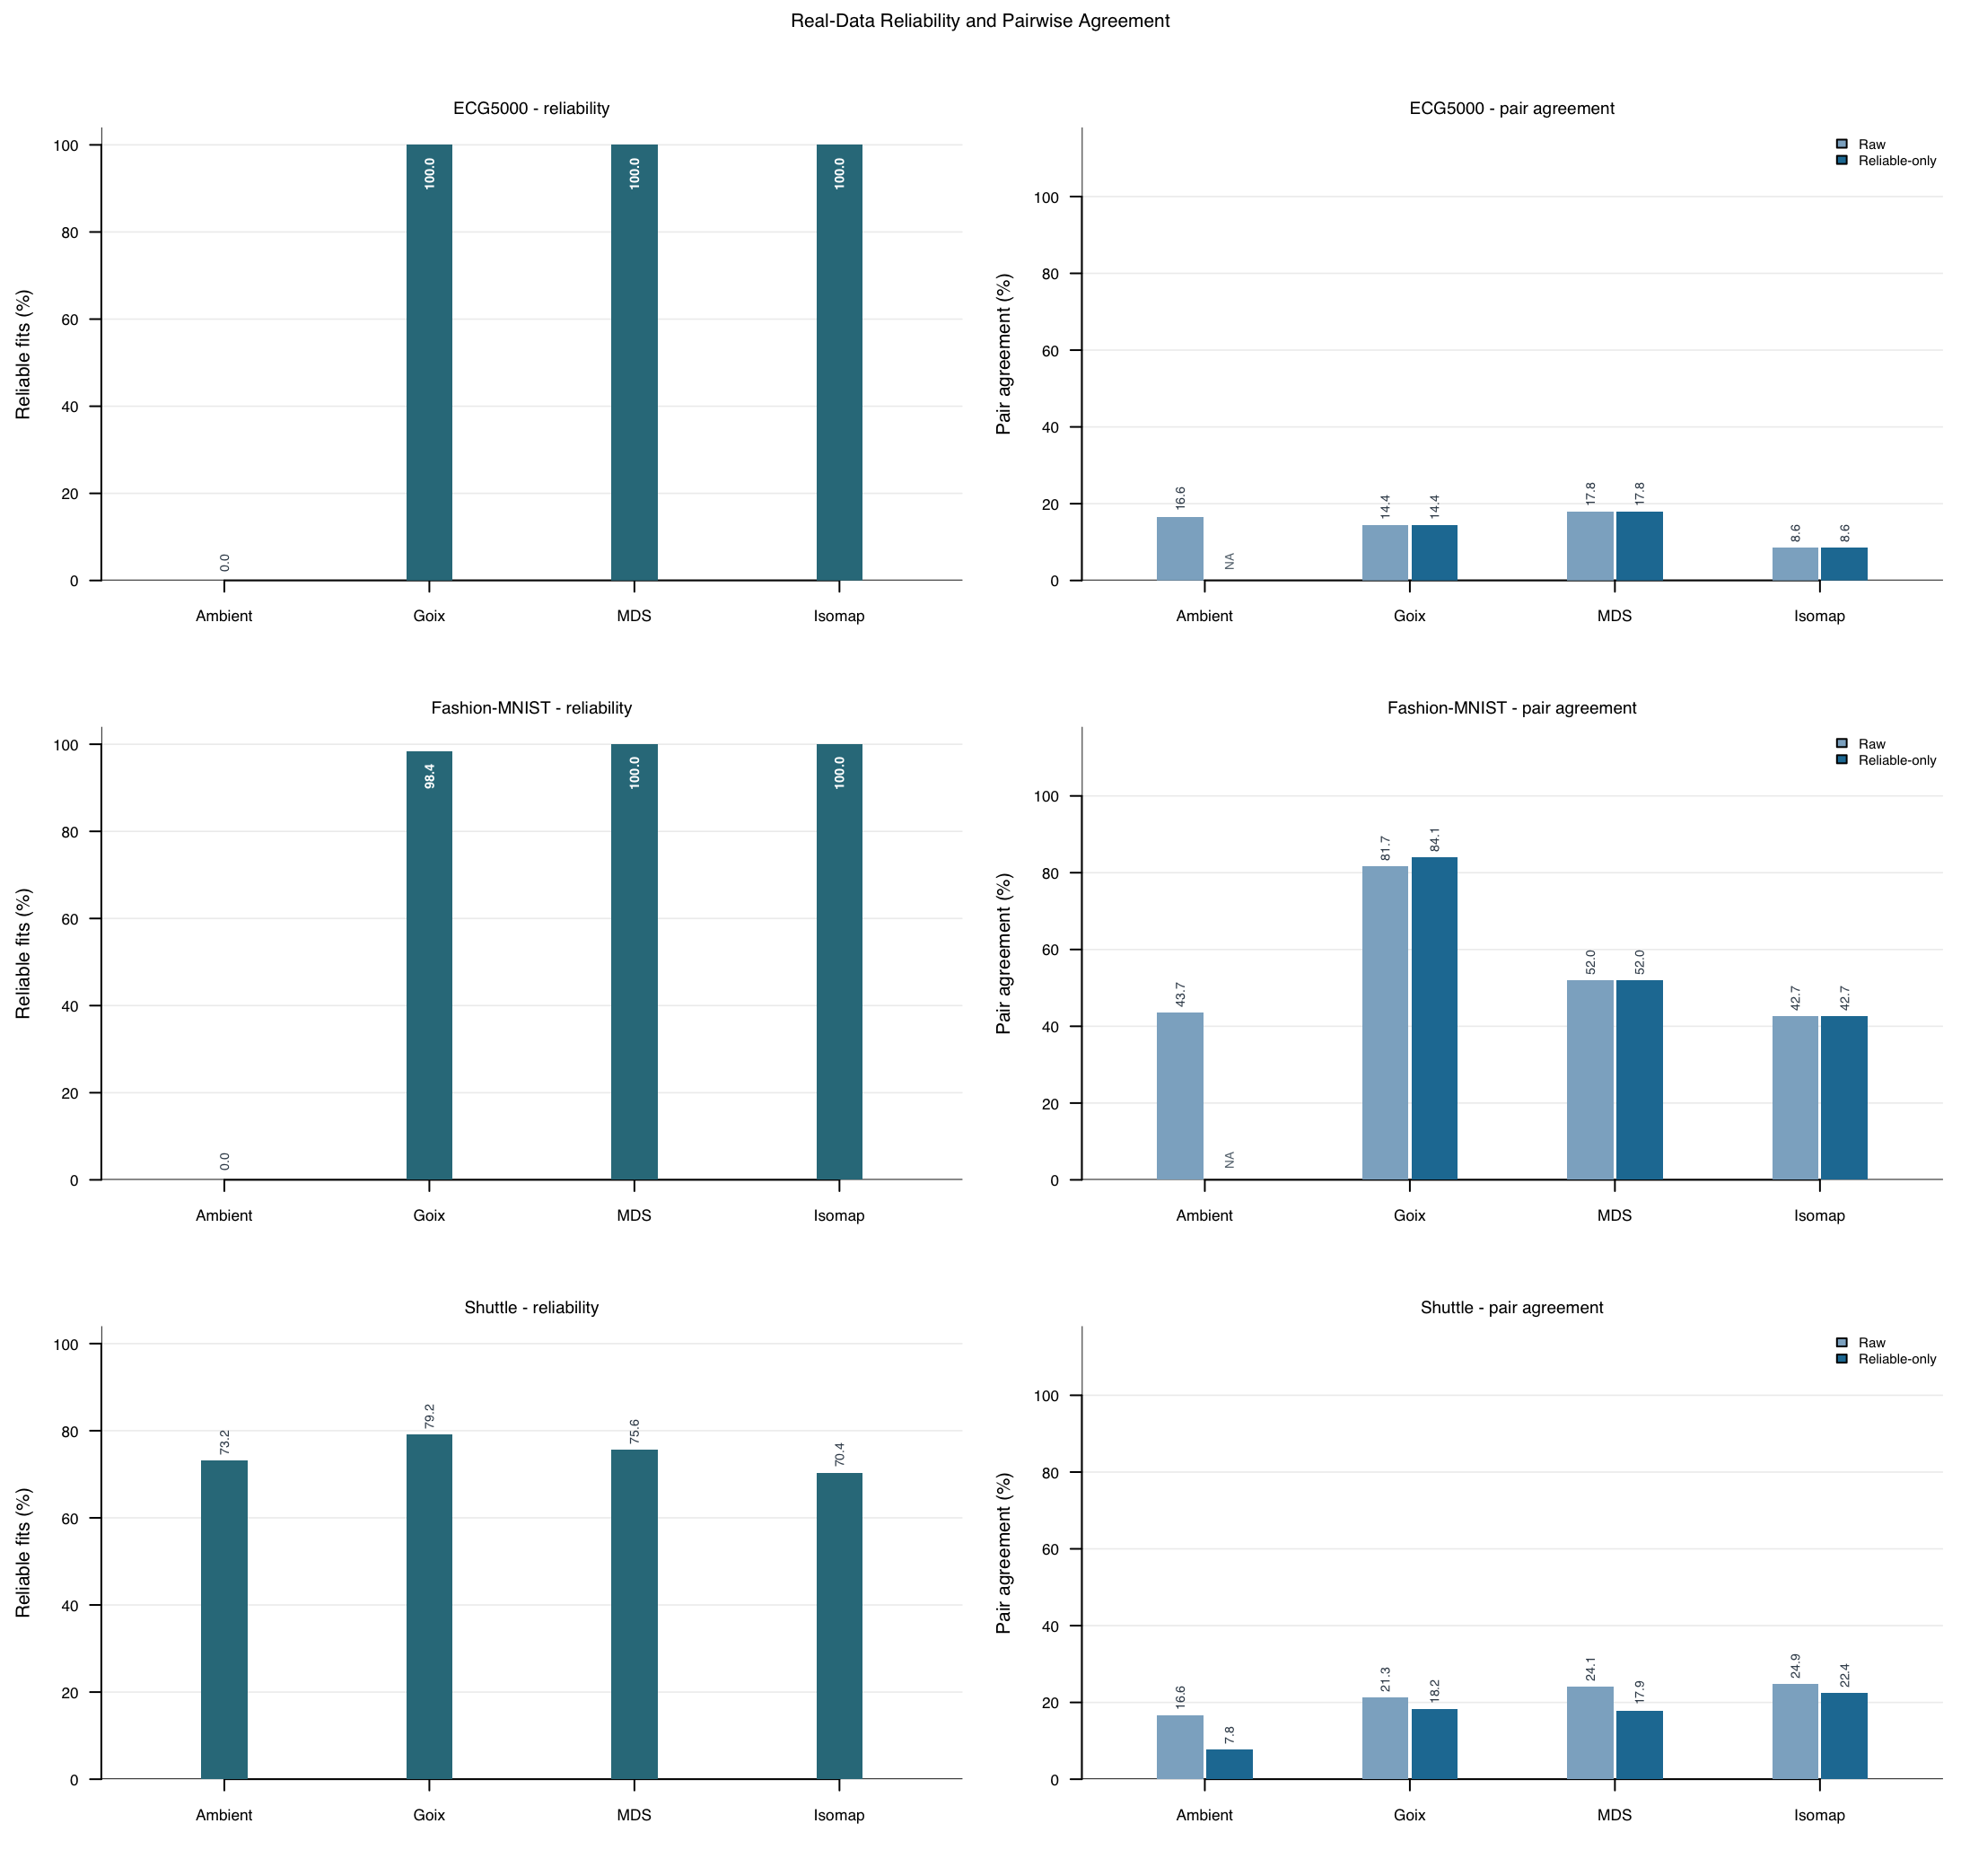 Real-Data Reliability and Pairwise Agreement
ECG5000 - reliability
Reliable fits (%)
100
80
60
40
20
0
0.0
100.0
100.0
100.0
Ambient Goix MDS Isomap
ECG5000 - pair agreement
Raw
Reliable-only
Pair agreement (%)
100
80
60
40
20
0
16.6
NA
14.4
14.4
17.8
17.8
8.6
8.6
Ambient Goix MDS Isomap
Fashion-MNIST - reliability
Reliable fits (%)
100
80
60
40
20
0
0.0
98.4
100.0
100.0
Ambient Goix MDS Isomap
Fashion-MNIST - pair agreement
Raw
Reliable-only
Pair agreement (%)
100
80
60
40
20
0
43.7
NA
81.7
84.1
52.0
52.0
42.7
42.7
Ambient Goix MDS Isomap
Shuttle - reliability
Reliable fits (%)
100
80
60
40
20
0
73.2
79.2
75.6
70.4
Ambient Goix MDS Isomap
Shuttle - pair agreement
Raw
Reliable-only
Pair agreement (%)
100
80
60
40
20
0
16.6
7.8
21.3
18.2
24.1
17.9
24.9
22.4
Ambient Goix MDS Isomap